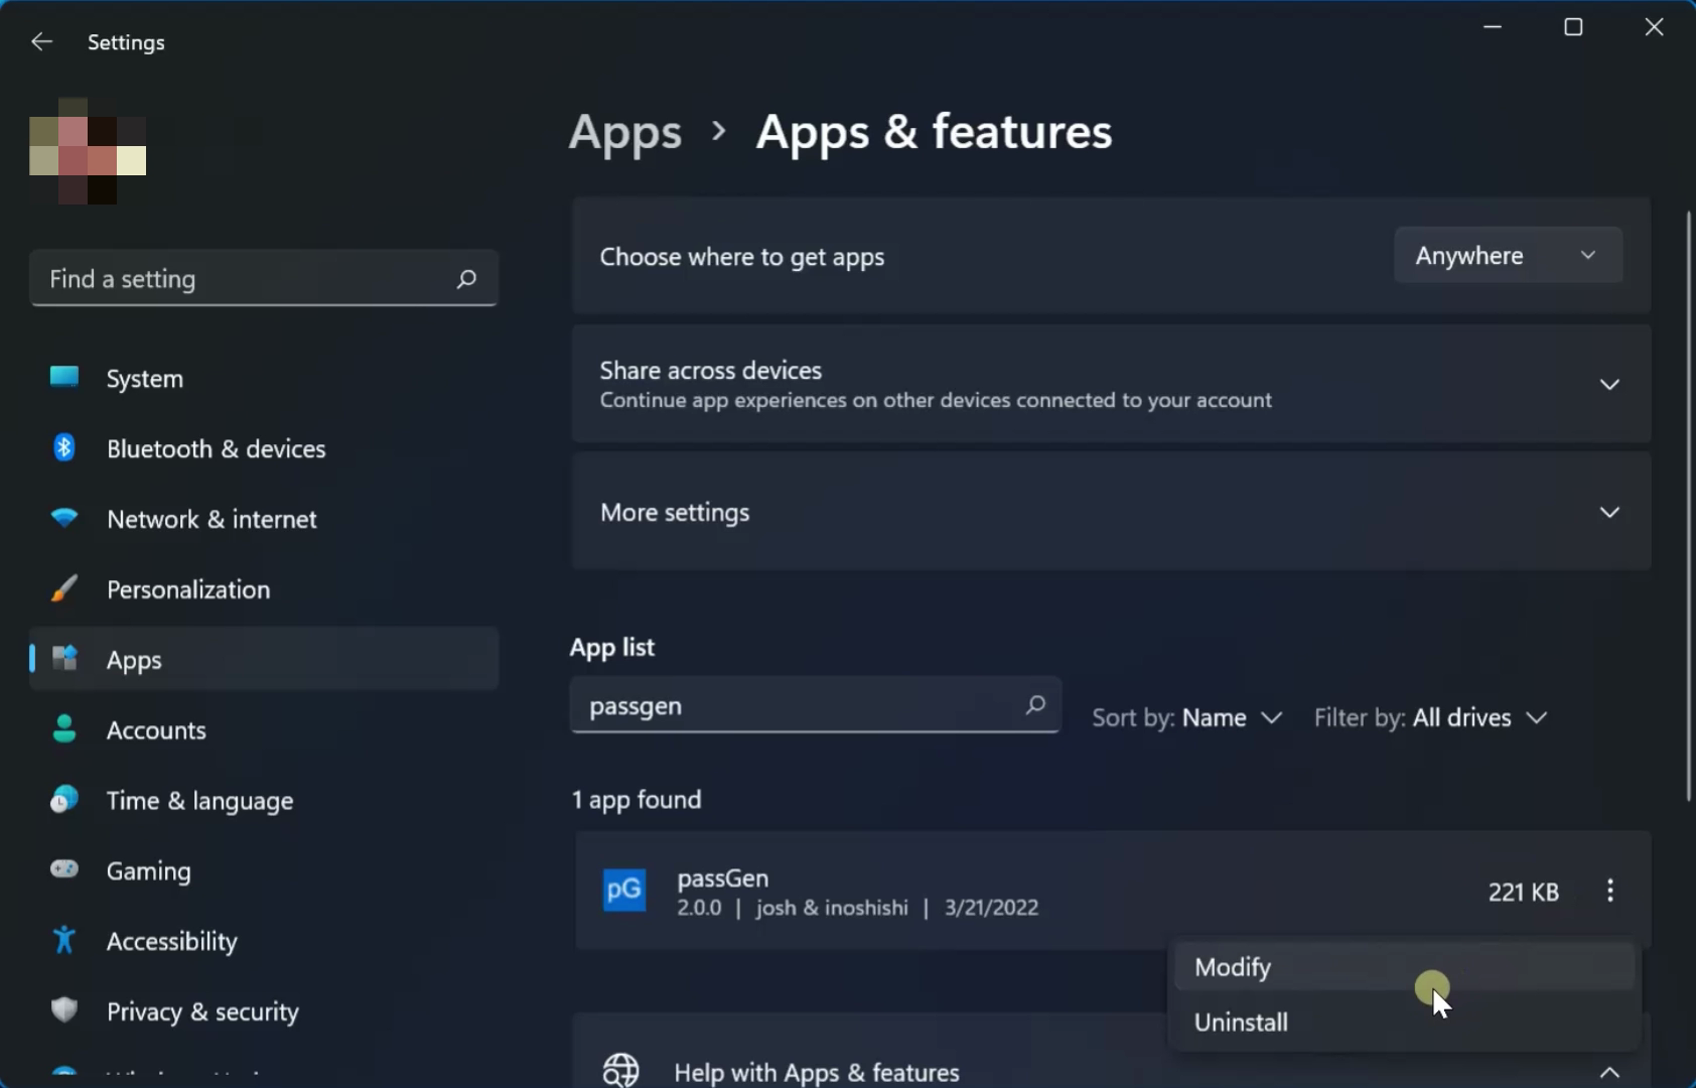 Settings
Find a setting
System
Bluetooth & devices
Network & internet
Personalization
Apps
Accounts
Time & language
Gaming
Accessibility
Privacy & security
Apps > Apps & features
Choose where to get apps
Anywhere
Share across devices
Continue app experiences on other devices connected to your account
More settings
App list
passgen
Sort by: Name
Filter by: All drives
1 app found
pG
passGen
2.0.0 | josh & inoshishi | 3/21/2022
221 KB
Modify
Uninstall
Help with Apps & features